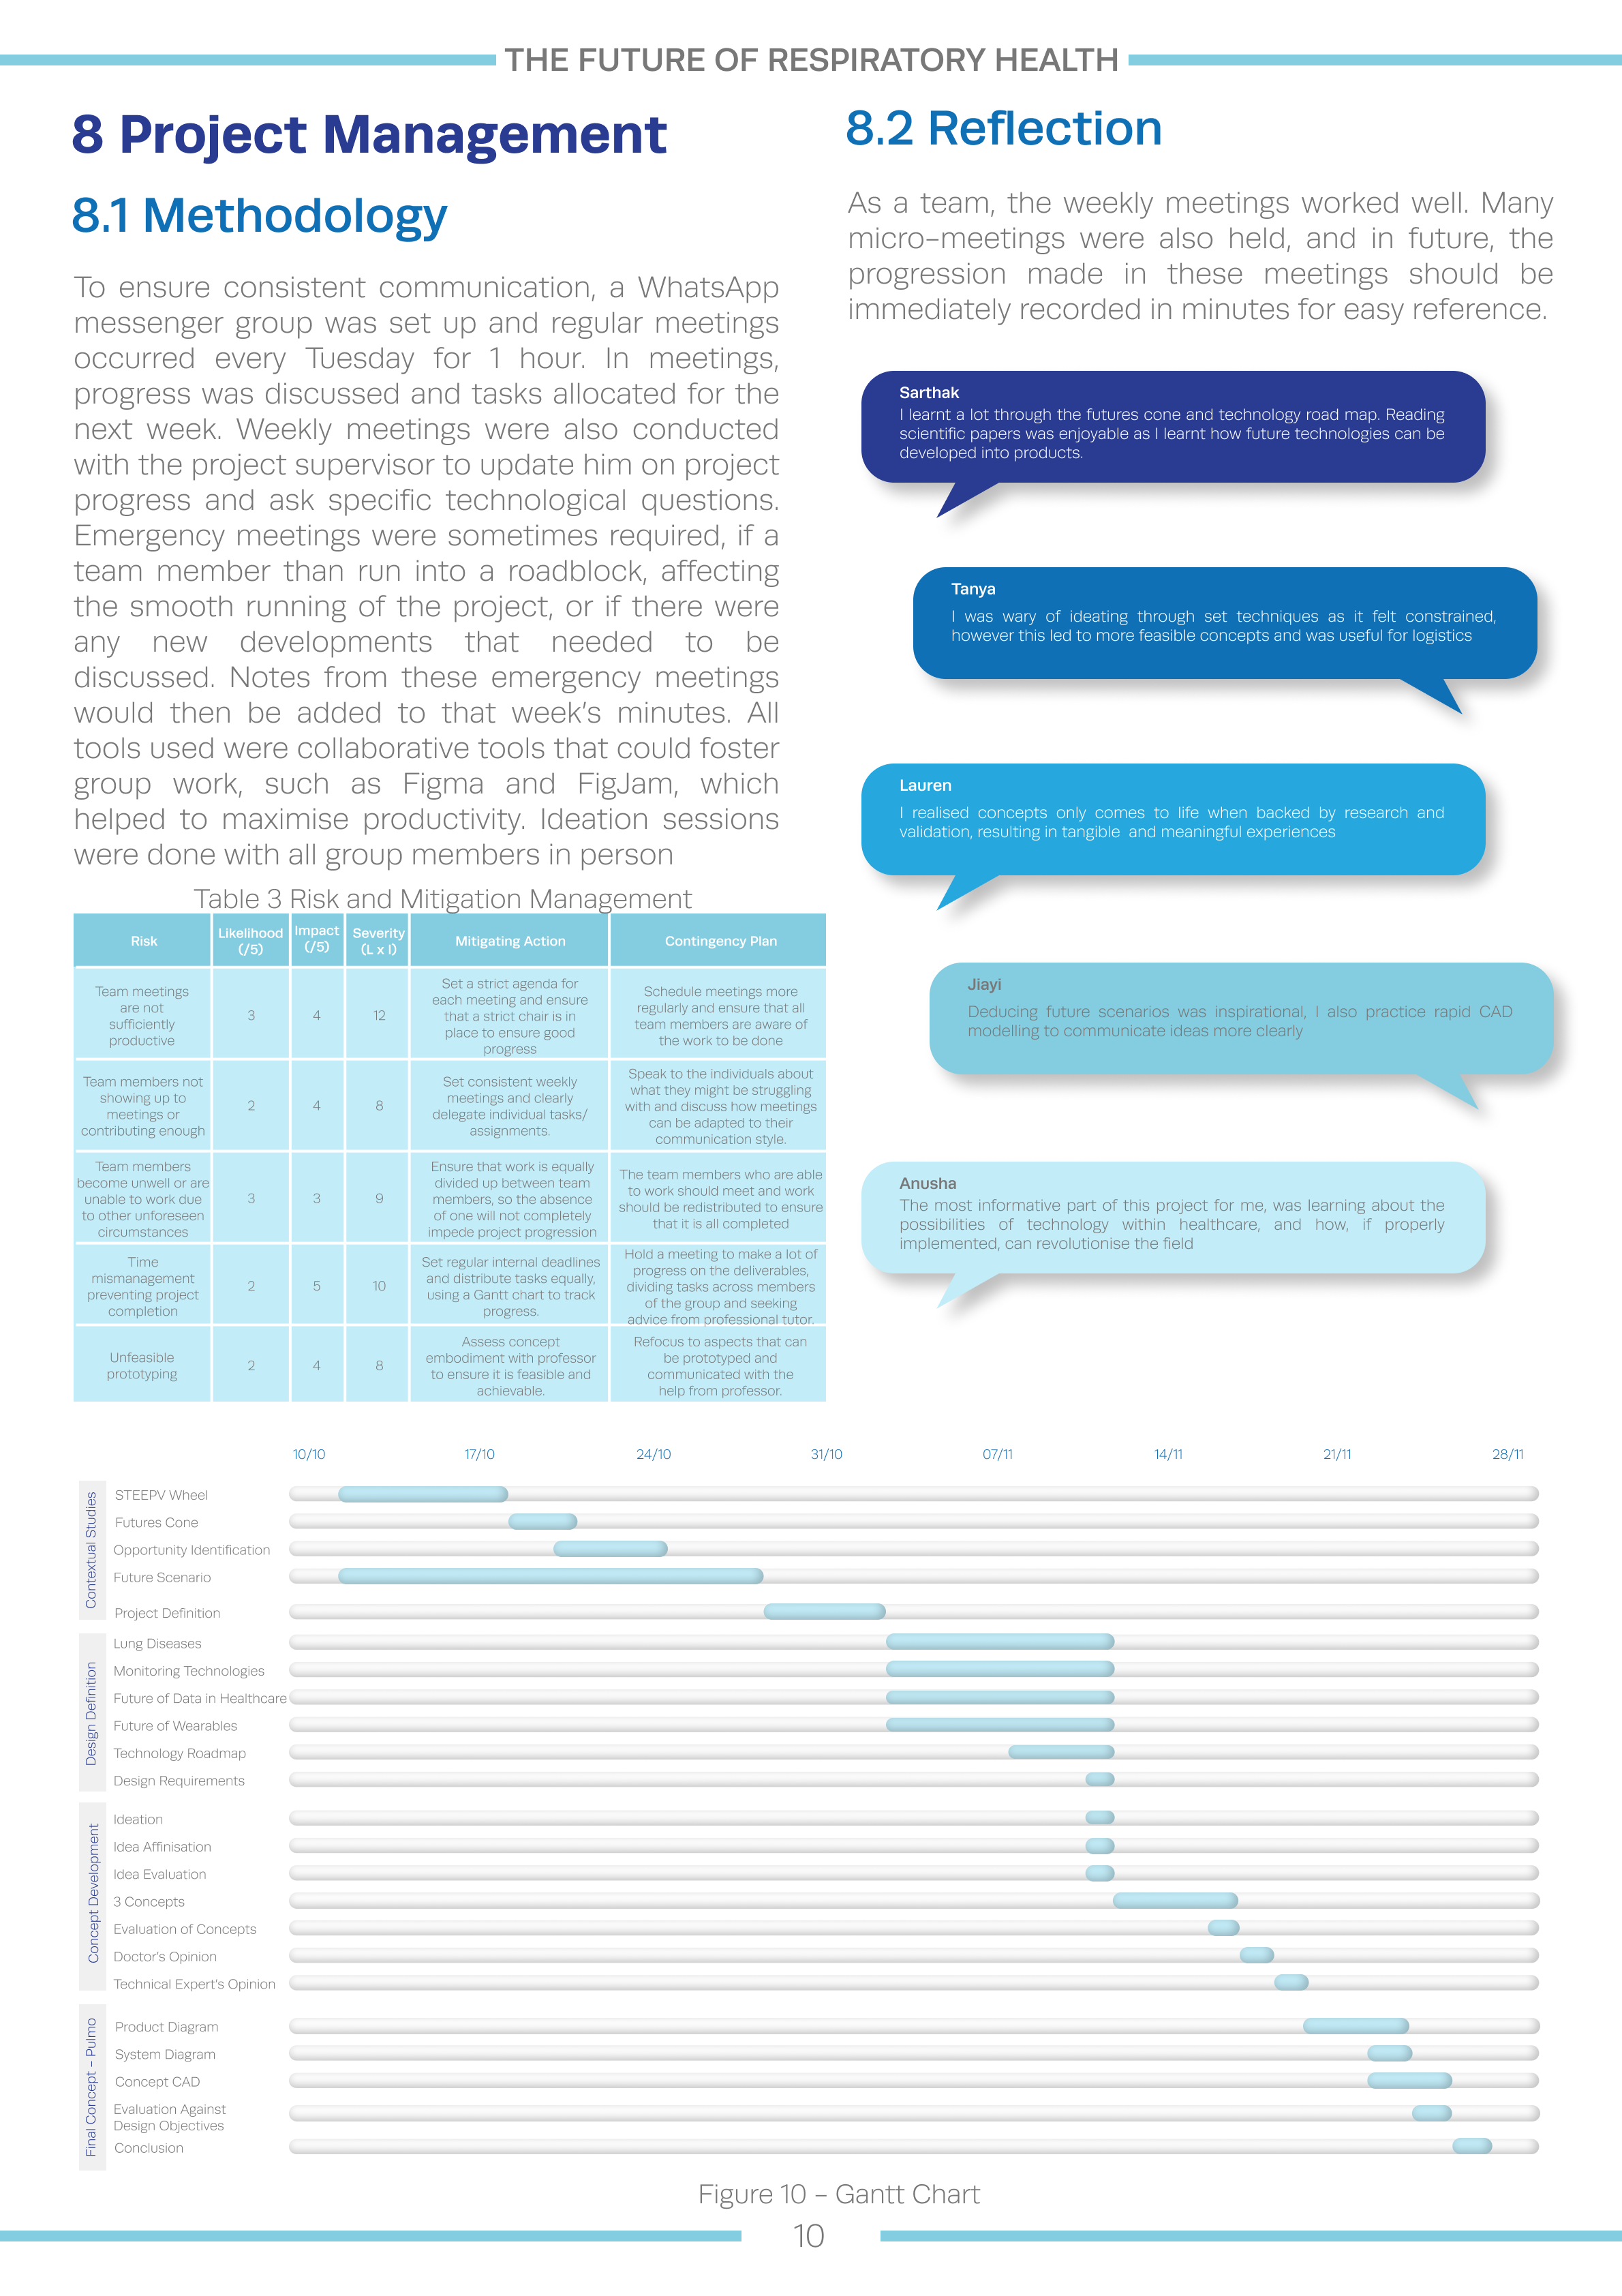 THE FUTURE OF RESPIRATORY HEALTH
8 Project Management
8.1 Methodology
To ensure consistent communication, a WhatsApp
messenger group was set up and regular meetings
occurred every Tuesday for 1 hour. In meetings,
progress was discussed and tasks allocated for the
next week. Weekly meetings were also conducted
with the project supervisor to update him on project
progress and ask specific technological questions.
Emergency meetings were sometimes required, if a
team member than run into a roadblock, affecting
the smooth running of the project, or if there were
any new developments that needed to be
discussed. Notes from these emergency meetings
would then be added to that week's minutes. All
tools used were collaborative tools that could foster
group work, such as Figma and FigJam, which
helped to maximise productivity. Ideation sessions
were done with all group members in person
Table 3 Risk and Mitigation Management
Risk
Likelihood
(/5)
Impact
(/5)
Severity
(L x I)
Mitigating Action
Contingency Plan
Team meetings
are not
sufficiently
productive
3
4
12
Set a strict agenda for
each meeting and ensure
that a strict chair is in
place to ensure good
progress
Schedule meetings more
regularly and ensure that all
team members are aware of
the work to be done
Team members not
showing up to
meetings or
contributing enough
2
4
8
Set consistent weekly
meetings and clearly
delegate individual tasks/
assignments.
Speak to the individuals about
what they might be struggling
with and discuss how meetings
can be adapted to their
communication style.
Team members
become unwell or are
unable to work due
to other unforeseen
circumstances
3
3
9
Ensure that work is equally
divided up between team
members, so the absence
of one will not completely
impede project progression
The team members who are able
to work should meet and work
should be redistributed to ensure
that it is all completed
Time
mismanagement
preventing project
completion
2
5
10
Set regular internal deadlines
and distribute tasks equally,
using a Gantt chart to track
progress.
Hold a meeting to make a lot of
progress on the deliverables,
dividing tasks across members
of the group and seeking
advice from professional tutor.
Unfeasible
prototyping
2
4
8
Assess concept
embodiment with professor
to ensure it is feasible and
achievable.
Refocus to aspects that can
be prototyped and
communicated with the
help from professor.
8.2 Reflection
As a team, the weekly meetings worked well. Many
micro-meetings were also held, and in future, the
progression made in these meetings should be
immediately recorded in minutes for easy reference.
Sarthak
I learnt a lot through the futures cone and technology road map. Reading
scientific papers was enjoyable as I learnt how future technologies can be
developed into products.
Tanya
I was wary of ideating through set techniques as it felt constrained,
however this led to more feasible concepts and was useful for logistics
Lauren
I realised concepts only comes to life when backed by research and
validation, resulting in tangible and meaningful experiences
Jiayi
Deducing future scenarios was inspirational, I also practice rapid CAD
modelling to communicate ideas more clearly
Anusha
The most informative part of this project for me, was learning about the
possibilities of technology within healthcare, and how, if properly
implemented, can revolutionise the field
10/10 17/10 24/10 31/10 07/11 14/11 21/11 28/11
Contextual Studies
STEEPV Wheel
Futures Cone
Opportunity Identification
Future Scenario
Project Definition
Design Definition
Lung Diseases
Monitoring Technologies
Future of Data in Healthcare
Future of Wearables
Technology Roadmap
Design Requirements
Concept Development
Ideation
Idea Affinisation
Idea Evaluation
3 Concepts
Evaluation of Concepts
Doctor's Opinion
Technical Expert's Opinion
Final Concept - Pulmo
Product Diagram
System Diagram
Concept CAD
Evaluation Against
Design Objectives
Conclusion
Figure 10 - Gantt Chart
10